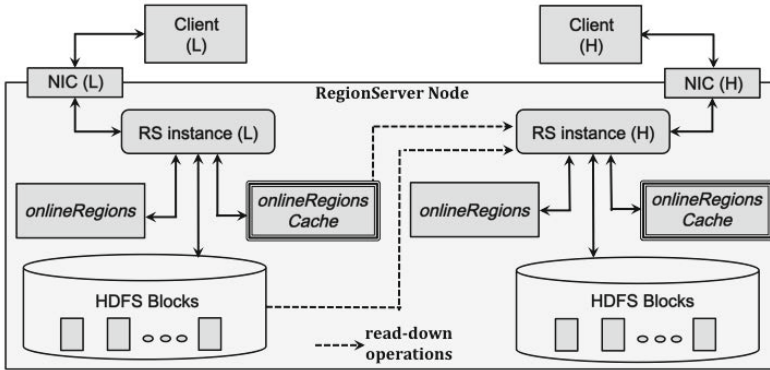 Client
(L)
Client
(H)
NIC (L)
NIC (H)
RegionServer Node
RS instance (L)
RS instance (H)
onlineRegions
onlineRegions
Cache
onlineRegions
onlineRegions
Cache
HDFS Blocks
HDFS Blocks
read-down
operations